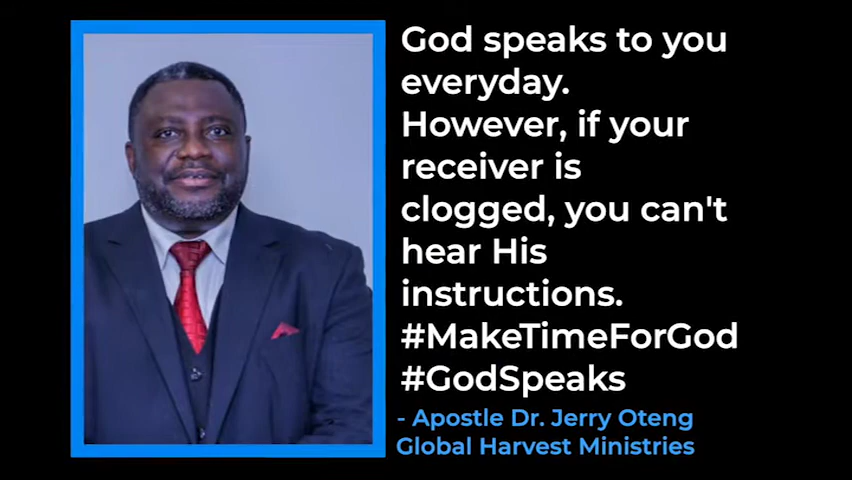 God speaks to you
everyday.
However, if your
receiver is
clogged, you can't
hear His
instructions.
#MakeTimeForGod
#GodSpeaks
- Apostle Dr. Jerry Oteng
Global Harvest Ministries